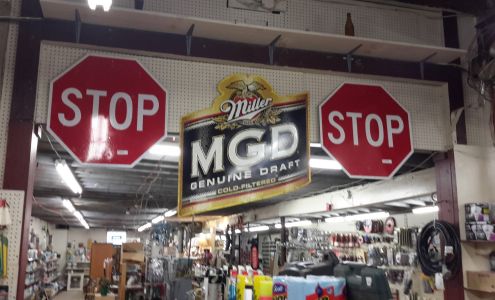 STOP
Miller
MGD
GENUINE DRAFT
COLD-FILTERED
STOP